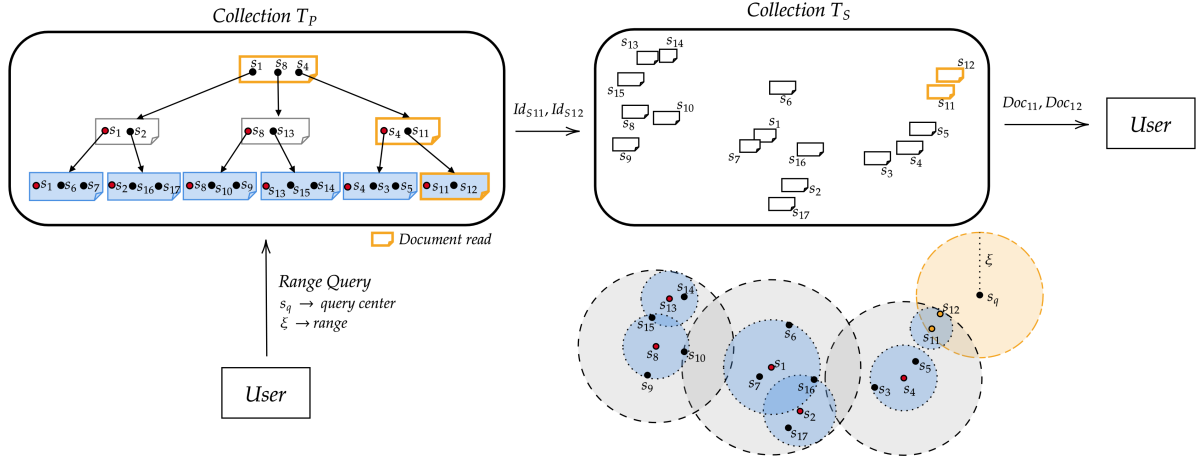 Collection T_P
s1 s8 s4
s1 s2 s8 s13 s4 s11
s1 s6 s7 s2 s16 s17 s8 s10 s9 s13 s15 s14 s4 s3 s5 s11 s12
Document read
Range Query
s_q → query center
ξ → range
User
Id_S11, Id_S12
Collection T_S
s13 s14
s12
s15
s6
s11
s8 s10
s1 s5
s9 s7 s16 s4
s3
s2
s17
Doc_11, Doc_12
User
ξ
s_q
s14
s13
s12
s15
s6
s11
s8 s10
s1 s5
s9 s7 s16 s3 s4
s2
s17